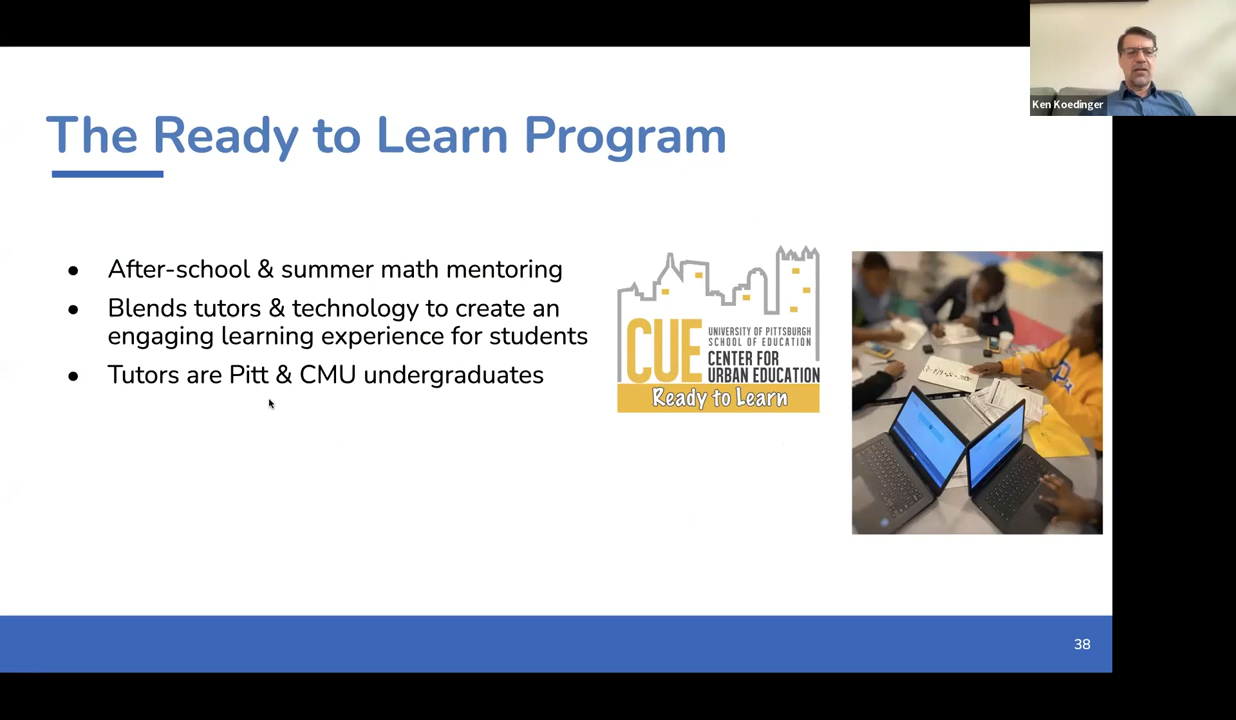 Ken Koedinger
The Ready to Learn Program
● After-school & summer math mentoring
● Blends tutors & technology to create an
engaging learning experience for students
● Tutors are Pitt & CMU undergraduates
CUE
UNIVERSITY OF PITTSBURGH
SCHOOL OF EDUCATION
CENTER FOR
URBAN EDUCATION
Ready to Learn
38